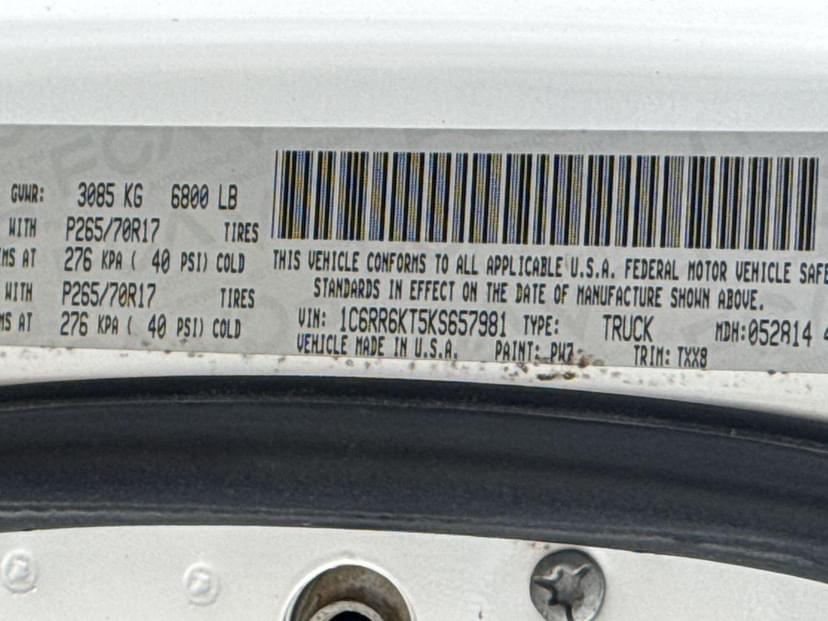 GVWR: 3085 KG 6800 LB
WITH P265/70R17 TIRES
MS AT 276 KPA ( 40 PSI) COLD
WITH P265/70R17 TIRES
MS AT 276 KPA ( 40 PSI) COLD
THIS VEHICLE CONFORMS TO ALL APPLICABLE U.S.A. FEDERAL MOTOR VEHICLE SAFE
STANDARDS IN EFFECT ON THE DATE OF MANUFACTURE SHOWN ABOVE.
VIN: 1C6RR6KT5KS657981 TYPE: TRUCK MDH:052814 4
VEHICLE MADE IN U.S.A. PAINT: PW7 TRIM: TXX8